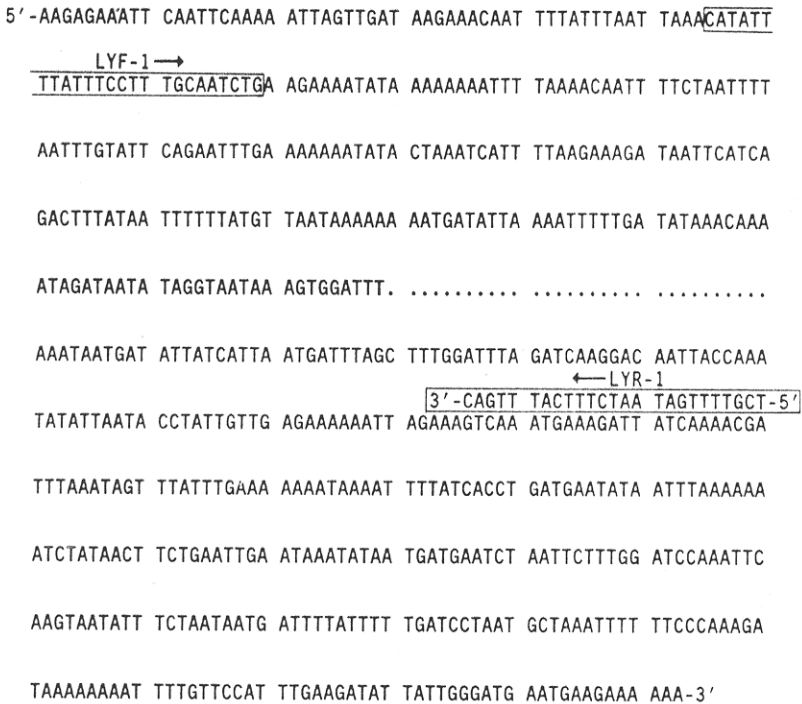 5'-AAGAGAAATT CAATTCAAAA ATTAGTTGAT AAGAAACAAT TTTATTTAAT TAAACATATT
LYF-1 →
TTATTTCCTT TGCAATCTGA AGAAAATATA AAAAAAATTT TAAAACAATT TTCTAATTTT
AATTTGTATT CAGAATTTGA AAAAAATATA CTAAATCATT TTAAGAAAGA TAATTCATCA
GACTTTATAA TTTTTTATGT TAATAAAAAA AATGATATTA AAATTTTTGA TATAAACAAA
ATAGATAATA TAGGTAATAA AGTGGATTT. .......... .......... ..........
AAATAATGAT ATTATCATTA ATGATTTAGC TTTGGATTTA GATCAAGGAC AATTACCAAA
←LYR-1
3'-CAGTT TACTTTCTAA TAGTTTTGCT-5'
TATATTAATA CCTATTGTTG AGAAAAAATT AGAAAGTCAA ATGAAAGATT ATCAAAACGA
TTTAAATAGT TTATTTGAAA AAAATAAAAT TTTATCACCT GATGAATATA ATTTAAAAAA
ATCTATAACT TCTGAATTGA ATAAATATAA TGATGAATCT AATTCTTTGG ATCCAAATTC
AAGTAATATT TCTAATAATG ATTTTATTTT TGATCCTAAT GCTAAATTTT TTCCCAAAGA
TAAAAAAAAT TTTGTTCCAT TTGAAGATAT TATTGGGATG AATGAAGAAA AAA-3'